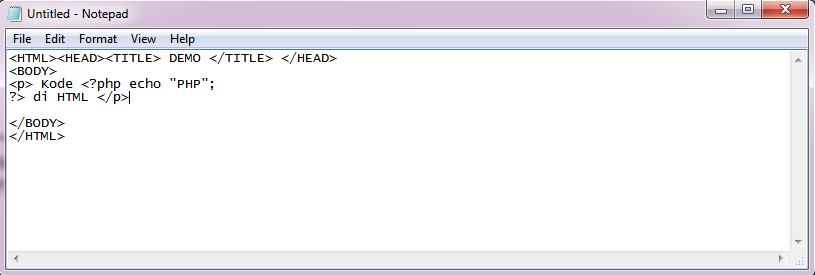 Untitled - Notepad
File Edit Format View Help
<HTML><HEAD><TITLE> DEMO </TITLE> </HEAD>
<BODY>
<p> Kode <?php echo "PHP";
?> di HTML </p>
</BODY>
</HTML>